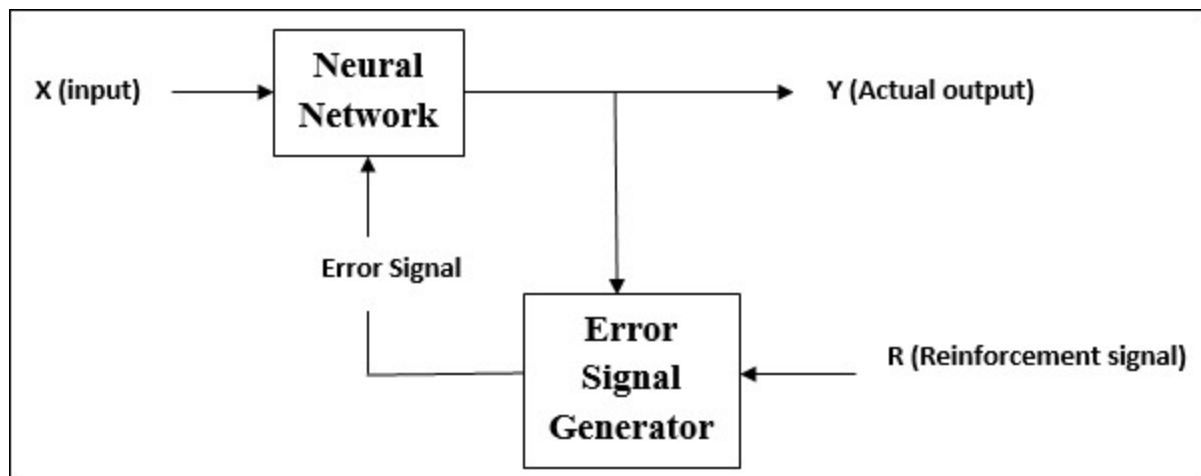 X (input)
Neural
Network
Y (Actual output)
Error Signal
Error
Signal
Generator
R (Reinforcement signal)